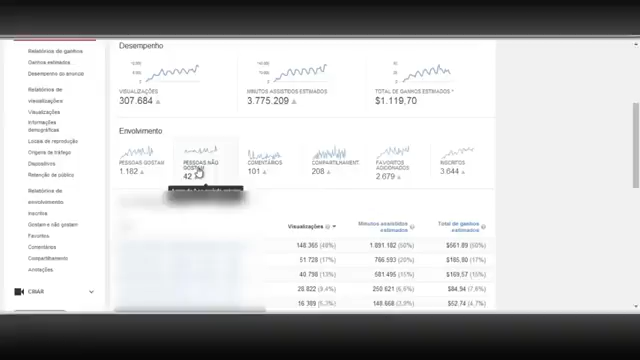 Relatórios de ganhos
Ganhos estimados
Desempenho do anúncio
Relatórios de
visualizações
Visualizações
Informações
demográficas
Locais de reprodução
Origens de tráfego
Dispositivos
Retenção de público
Relatórios de
envolvimento
Inscritos
Gostam e não gostam
Favoritos
Comentários
Compartilhamento
Anotações
CRIAR
Desempenho
VISUALIZAÇÕES
307.684
MINUTOS ASSISTIDOS ESTIMADOS
3.775.209
TOTAL DE GANHOS ESTIMADOS *
$1.119,70
Envolvimento
PESSOAS GOSTAM
1.182
PESSOAS NÃO
GOSTAM
42
COMENTÁRIOS
101
COMPARTILHAMENT
208
FAVORITOS
ADICIONADOS
2.679
INSCRITOS
3.644
Visualizações
Minutos assistidos
estimados
Total de ganhos
estimados
148.365 (48%) 1.891.182 (50%) $561.89 (50%)
51.728 (17%) 766.593 (20%) $185,90 (17%)
40.798 (13%) 581.495 (15%) $169,57 (15%)
28.822 (9,4%) 250.621 (6,6%) $84,94 (7,6%)
16.389 (5,3%) 148.668 (3,9%) $52,74 (4,7%)